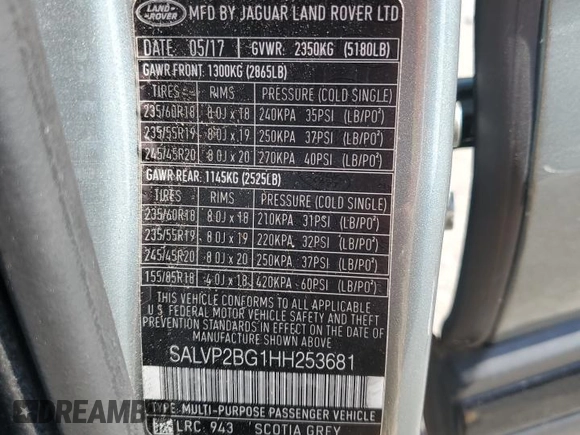 LAND ROVER
MFD BY JAGUAR LAND ROVER LTD
DATE: 05/17 GVWR: 2350KG (5180LB)
GAWR FRONT: 1300KG (2865LB)
TIRES RIMS PRESSURE (COLD SINGLE)
235/60R18 8.0J x 18 240KPA 35PSI (LB/PO²)
235/55R19 8.0J x 19 250KPA 37PSI (LB/PO²)
245/45R20 8.0J x 20 270KPA 40PSI (LB/PO²)
GAWR REAR: 1145KG (2525LB)
TIRES RIMS PRESSURE (COLD SINGLE)
235/60R18 8.0J x 18 210KPA 31PSI (LB/PO²)
235/55R19 8.0J x 19 220KPA 32PSI (LB/PO²)
245/45R20 8.0J x 20 250KPA 37PSI (LB/PO²)
155/85R18 4.0J x 18 420KPA 60PSI (LB/PO²)
THIS VEHICLE CONFORMS TO ALL APPLICABLE
U.S. FEDERAL MOTOR VEHICLE SAFETY AND THEFT
PREVENTION STANDARDS IN EFFECT ON THE DATE OF
MANUFACTURE SHOWN ABOVE.
SALVP2BG1HH253681
TYPE: MULTI-PURPOSE PASSENGER VEHICLE
LRC: 943 SCOTIA GREY